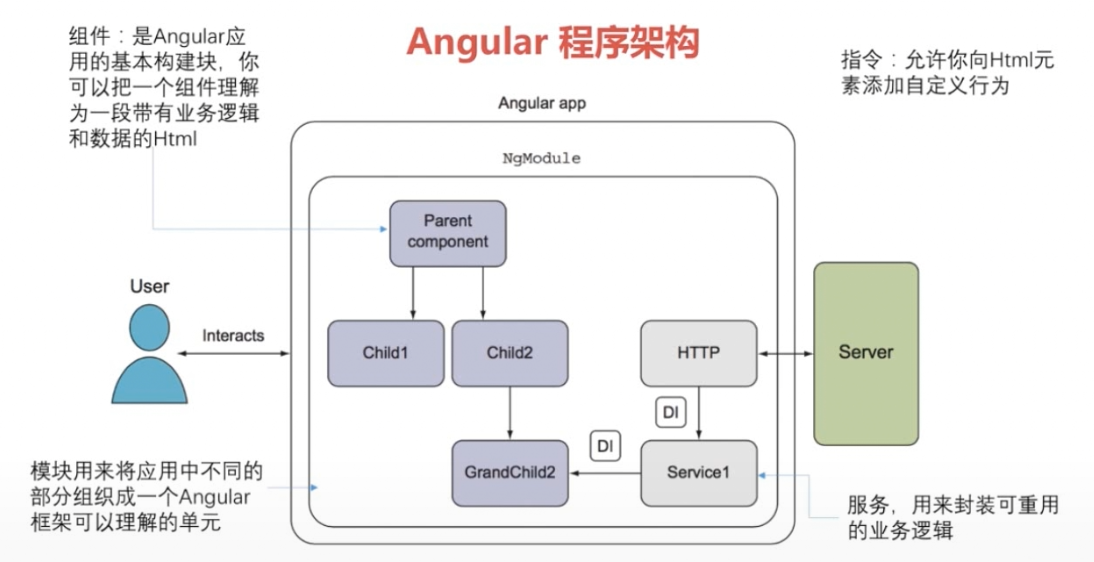 Angular 程序架构
组件：是Angular应
用的基本构建块，你
可以把一个组件理解
为一段带有业务逻辑
和数据的Html
指令：允许你向Html元
素添加自定义行为
Angular app
NgModule
Parent
component
User
Interacts
Child1
Child2
HTTP
Server
DI
DI
GrandChild2
Service1
模块用来将应用中不同的
部分组织成一个Angular
框架可以理解的单元
服务，用来封装可重用
的业务逻辑